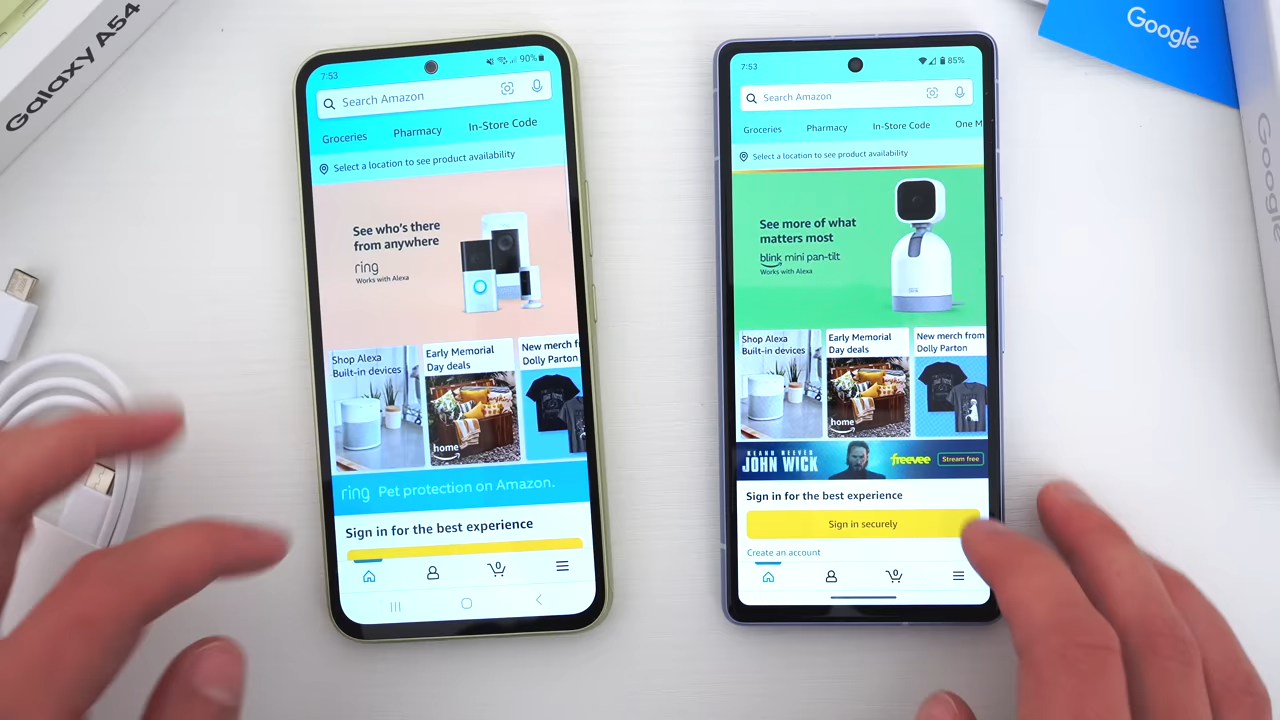 Galaxy A54
Google
Google
7:53
90%
Search Amazon
Groceries
Pharmacy
In-Store Code
Select a location to see product availability
See who's there
from anywhere
ring
Works with Alexa
Shop Alexa
Built-in devices
Early Memorial
Day deals
New merch fr
Dolly Parton
home
ring Pet protection on Amazon.
Sign in for the best experience
0
7:53
85%
Search Amazon
Groceries
Pharmacy
In-Store Code
One M
Select a location to see product availability
See more of what
matters most
blink mini pan-tilt
Works with Alexa
Shop Alexa
Built-in devices
Early Memorial
Day deals
New merch from
Dolly Parton
home
KEANU REEVES
JOHN WICK
freevee
Stream free
Sign in for the best experience
Sign in securely
Create an account
0